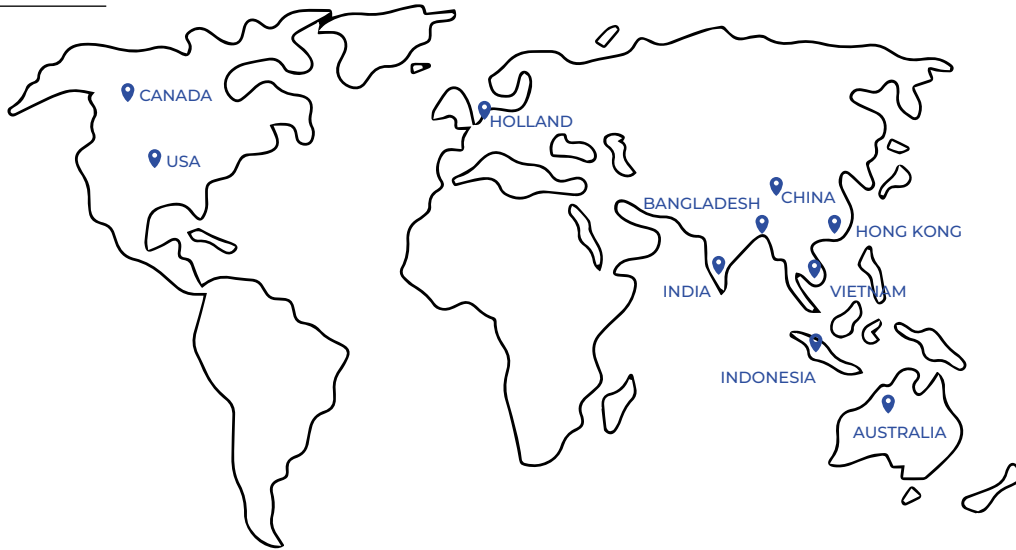 CANADA
HOLLAND
USA
BANGLADESH
CHINA
HONG KONG
INDIA
VIETNAM
INDONESIA
AUSTRALIA